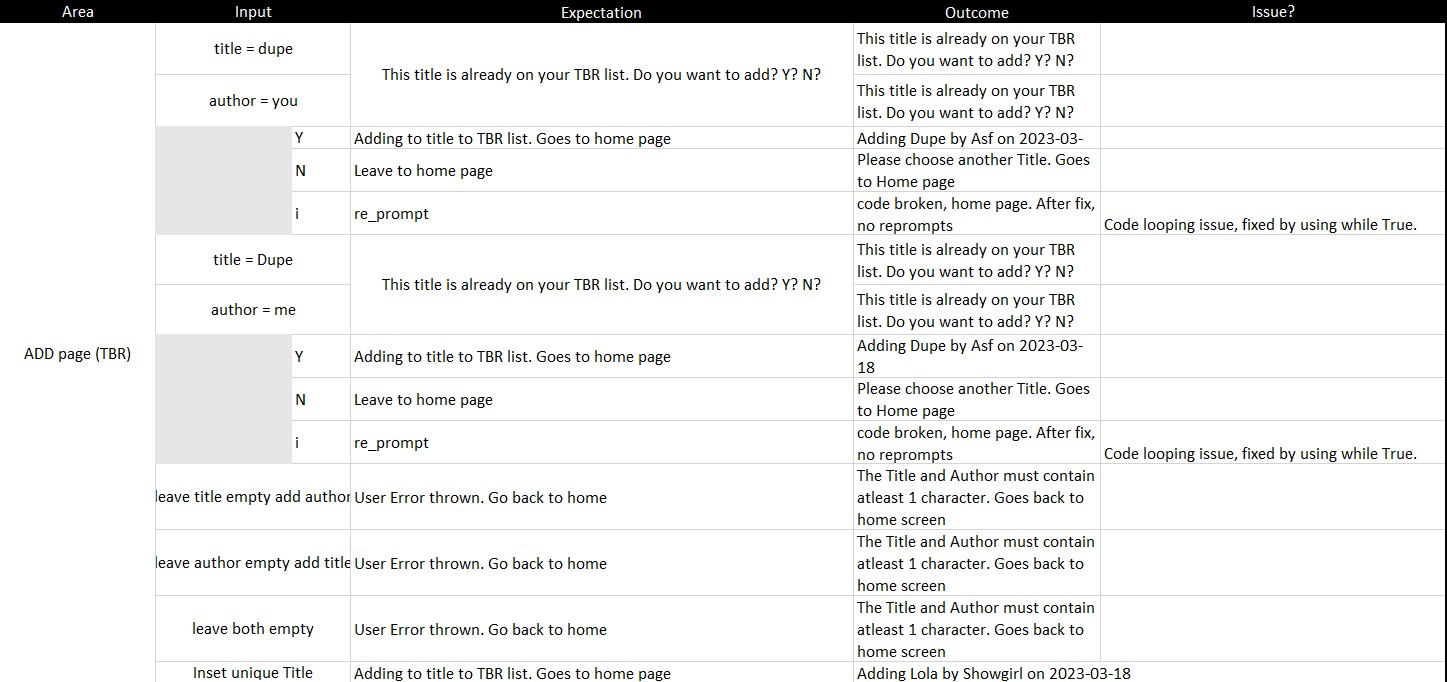 Area Input Expectation Outcome Issue?
title = dupe
This title is already on your TBR list. Do you want to add? Y? N?
This title is already on your TBR
list. Do you want to add? Y? N?
author = you
This title is already on your TBR
list. Do you want to add? Y? N?
Y Adding to title to TBR list. Goes to home page Adding Dupe by Asf on 2023-03-
N Leave to home page
Please choose another Title. Goes
to Home page
i re_prompt
code broken, home page. After fix,
no reprompts
Code looping issue, fixed by using while True.
title = Dupe
This title is already on your TBR list. Do you want to add? Y? N?
This title is already on your TBR
list. Do you want to add? Y? N?
author = me
This title is already on your TBR
list. Do you want to add? Y? N?
ADD page (TBR)
Y Adding to title to TBR list. Goes to home page
Adding Dupe by Asf on 2023-03-
18
N Leave to home page
Please choose another Title. Goes
to Home page
i re_prompt
code broken, home page. After fix,
no reprompts
Code looping issue, fixed by using while True.
leave title empty add author User Error thrown. Go back to home
The Title and Author must contain
atleast 1 character. Goes back to
home screen
leave author empty add title User Error thrown. Go back to home
The Title and Author must contain
atleast 1 character. Goes back to
home screen
leave both empty User Error thrown. Go back to home
The Title and Author must contain
atleast 1 character. Goes back to
home screen
Inset unique Title Adding to title to TBR list. Goes to home page Adding Lola by Showgirl on 2023-03-18